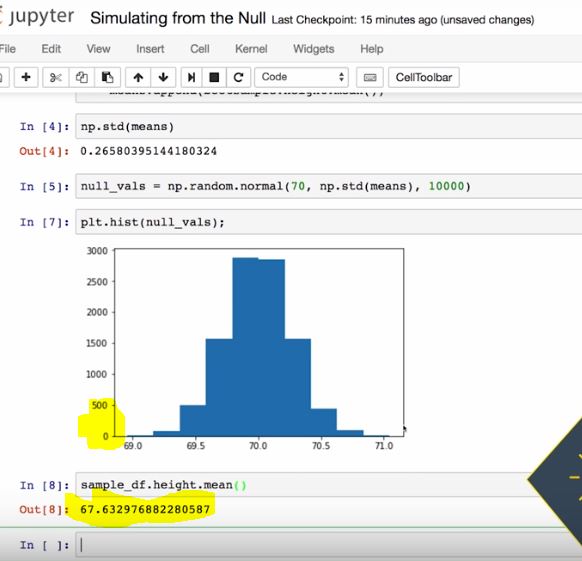 jupyter Simulating from the Null Last Checkpoint: 15 minutes ago (unsaved changes)
File Edit View Insert Cell Kernel Widgets Help
Code CellToolbar
In [4]: np.std(means)
Out[4]: 0.26580395144180324
In [5]: null_vals = np.random.normal(70, np.std(means), 10000)
In [7]: plt.hist(null_vals);
3000
2500
2000
1500
1000
500
0
69.0 69.5 70.0 70.5 71.0
In [8]: sample_df.height.mean()
Out[8]: 67.632976882280587
In [ ]: